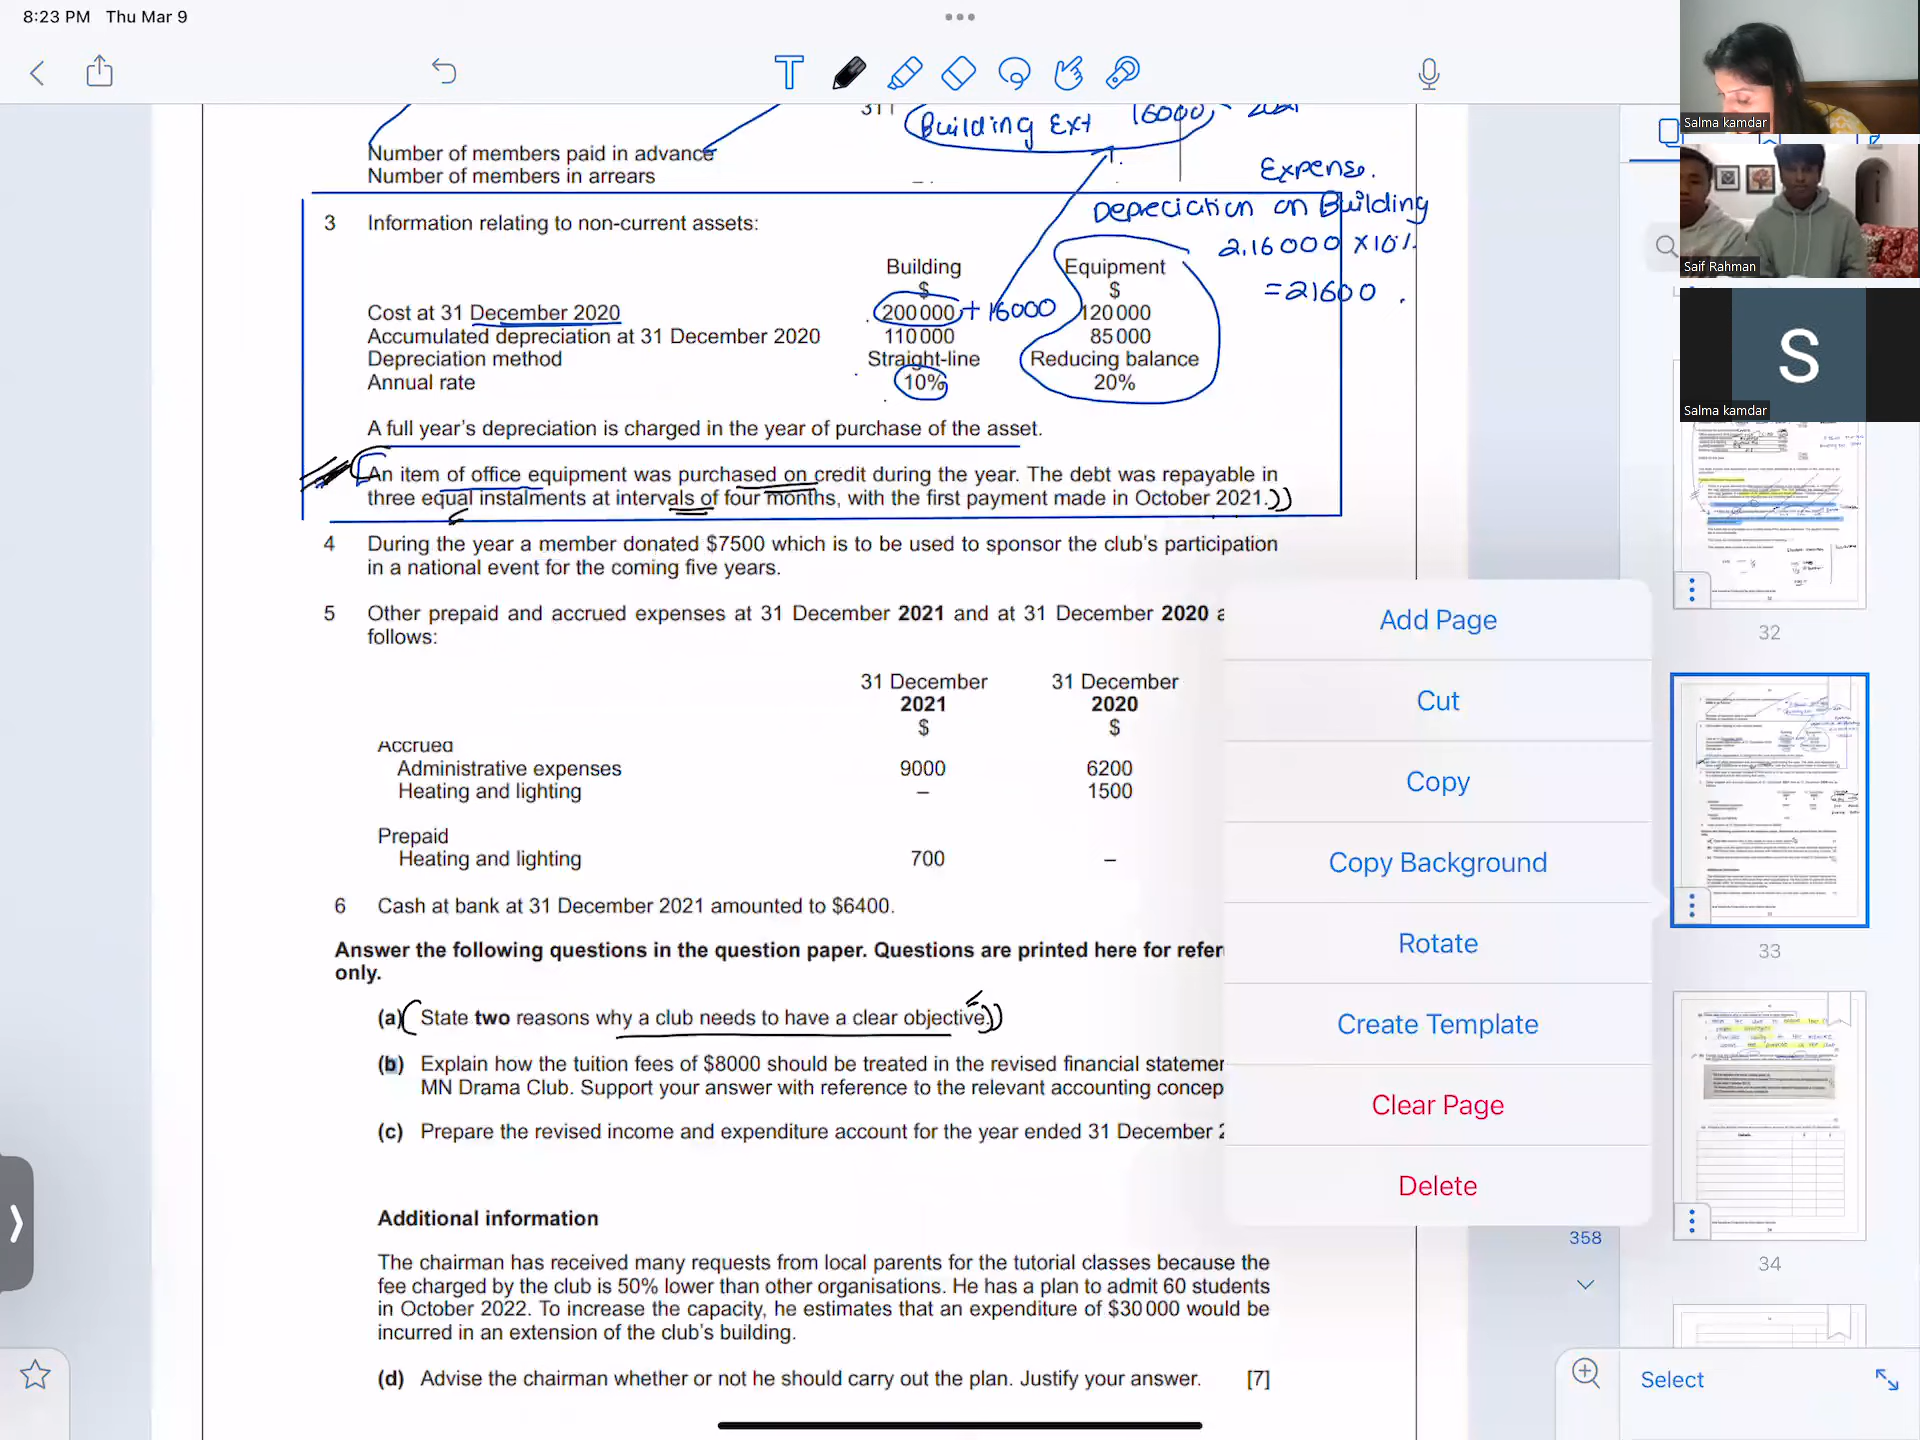 8:23 PM Thu Mar 9
Salma kamdar
Building Ext 16000
Number of members paid in advance
Number of members in arrears
Expense.
Depreciation on Building
3 Information relating to non-current assets:
2,16000 x10%
Saif Rahman
Building Equipment
$ $
=21600
Cost at 31 December 2020 200 000 + 16000 120 000
Accumulated depreciation at 31 December 2020 110 000 85 000
Depreciation method Straight-line Reducing balance
Annual rate 10% 20%
S
Salma kamdar
A full year's depreciation is charged in the year of purchase of the asset.
An item of office equipment was purchased on credit during the year. The debt was repayable in
three equal instalments at intervals of four months, with the first payment made in October 2021.
4 During the year a member donated $7500 which is to be used to sponsor the club's participation
in a national event for the coming five years.
5 Other prepaid and accrued expenses at 31 December 2021 and at 31 December 2020 a
follows:
31 December 31 December
2021 2020
$ $
Accrued
Administrative expenses 9000 6200
Heating and lighting – 1500
Prepaid
Heating and lighting 700 –
6 Cash at bank at 31 December 2021 amounted to $6400.
Answer the following questions in the question paper. Questions are printed here for refer
only.
(a) State two reasons why a club needs to have a clear objective.
(b) Explain how the tuition fees of $8000 should be treated in the revised financial statemer
MN Drama Club. Support your answer with reference to the relevant accounting concep
(c) Prepare the revised income and expenditure account for the year ended 31 December 2
Additional information
The chairman has received many requests from local parents for the tutorial classes because the
fee charged by the club is 50% lower than other organisations. He has a plan to admit 60 students
in October 2022. To increase the capacity, he estimates that an expenditure of $30 000 would be
incurred in an extension of the club's building.
(d) Advise the chairman whether or not he should carry out the plan. Justify your answer. [7]
Add Page
Cut
Copy
Copy Background
Rotate
Create Template
Clear Page
Delete
32
33
34
358
Select